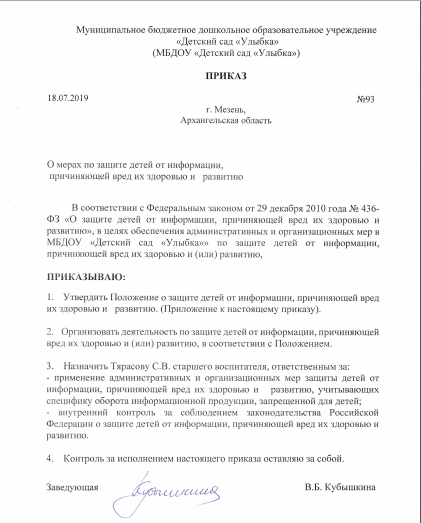 Муниципальное бюджетное дошкольное образовательное учреждение
«Детский сад «Улыбка»
(МБДОУ «Детский сад «Улыбка»)
ПРИКАЗ
18.07.2019 №93
г. Мезень,
Архангельская область
О мерах по защите детей от информации,
причиняющей вред их здоровью и развитию
В соответствии с Федеральным законом от 29 декабря 2010 года № 436-
ФЗ «О защите детей от информации, причиняющей вред их здоровью и
развитию», в целях обеспечения административных и организационных мер в
МБДОУ «Детский сад «Улыбка»» по защите детей от информации,
причиняющей вред их здоровью и (или) развитию,
ПРИКАЗЫВАЮ:
1. Утвердить Положение о защите детей от информации, причиняющей вред
их здоровью и развитию. (Приложение к настоящему приказу).
2. Организовать деятельность по защите детей от информации, причиняющей
вред их здоровью и (или) развитию, в соответствии с Положением.
3. Назначить Тярасову С.В. старшего воспитателя, ответственным за:
- применение административных и организационных мер защиты детей от
информации, причиняющей вред их здоровью и развитию, учитывающих
специфику оборота информационной продукции, запрещенной для детей;
- внутренний контроль за соблюдением законодательства Российской
Федерации о защите детей от информации, причиняющей вред их здоровью и
развитию.
4. Контроль за исполнением настоящего приказа оставляю за собой.
Заведующая Кубышкина В.Б. Кубышкина